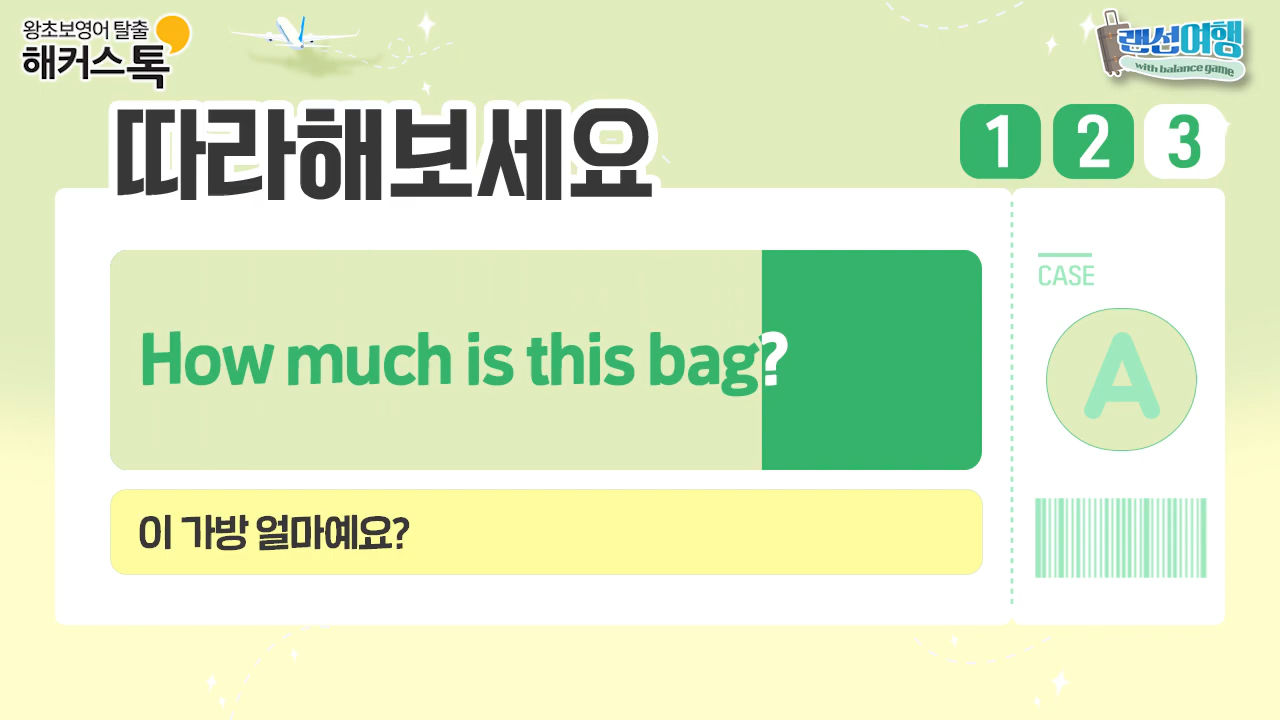 왕초보영어 탈출
해커스톡
랜선여행
with balance game
따라해보세요
1 2 3
How much is this bag?
CASE
A
이 가방 얼마예요?